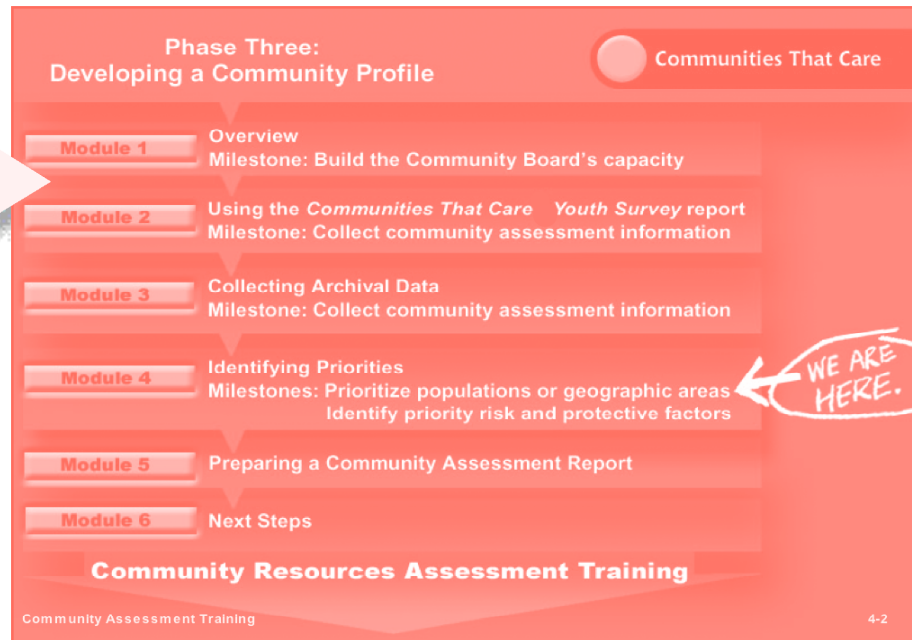 Phase Three:
Developing a Community Profile
Communities That Care
Module 1
Overview
Milestone: Build the Community Board's capacity
Module 2
Using the Communities That Care Youth Survey report
Milestone: Collect community assessment information
Module 3
Collecting Archival Data
Milestone: Collect community assessment information
Module 4
Identifying Priorities
Milestones: Prioritize populations or geographic areas
Identify priority risk and protective factors
WE ARE
HERE.
Module 5
Preparing a Community Assessment Report
Module 6
Next Steps
Community Resources Assessment Training
Community Assessment Training
4-2